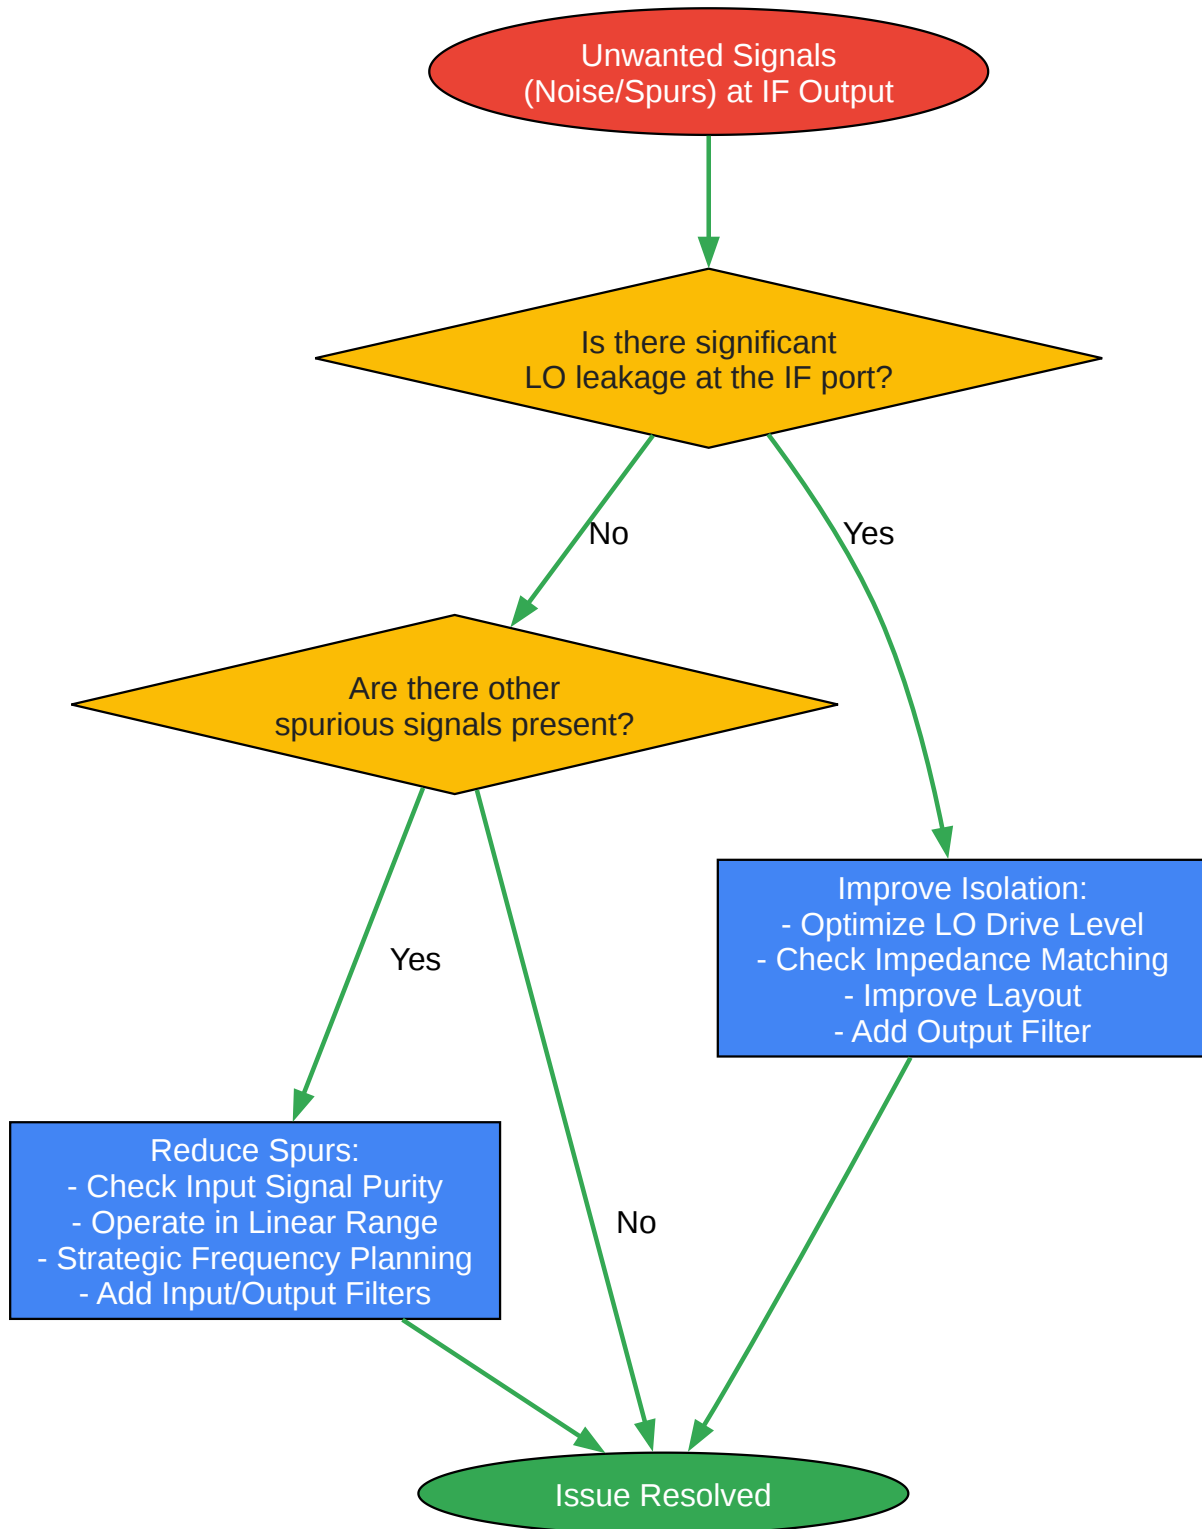 Unwanted Signals
(Noise/Spurs) at IF Output
Is there significant
LO leakage at the IF port?
No
Yes
Are there other
spurious signals present?
Improve Isolation:
- Optimize LO Drive Level
- Check Impedance Matching
- Improve Layout
- Add Output Filter
Yes
Reduce Spurs:
- Check Input Signal Purity
- Operate in Linear Range
- Strategic Frequency Planning
- Add Input/Output Filters
No
Issue Resolved